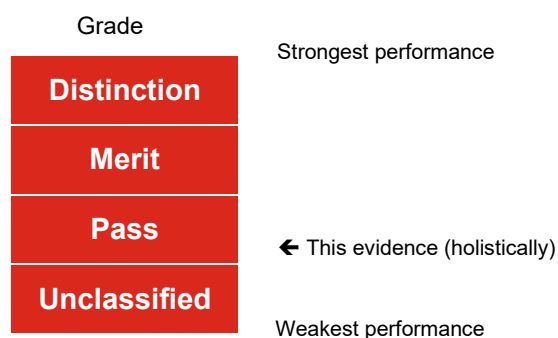 Grade
Strongest performance
Distinction
Merit
Pass
🡸 This evidence (holistically)
Unclassified
Weakest performance